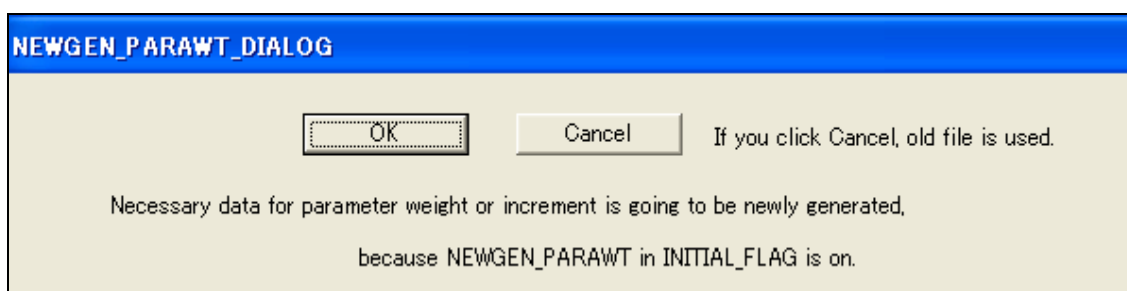 NEWGEN_PARAWT_DIALOG
OK Cancel If you click Cancel, old file is used.
Necessary data for parameter weight or increment is going to be newly generated,
because NEWGEN_PARAWT in INITIAL_FLAG is on.